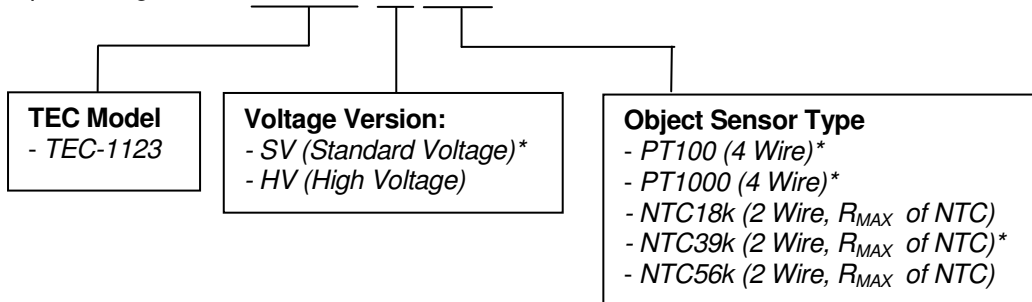 TEC Model
- TEC-1123
Voltage Version:
- SV (Standard Voltage)*
- HV (High Voltage)
Object Sensor Type
- PT100 (4 Wire)*
- PT1000 (4 Wire)*
- NTC18k (2 Wire, RMAX of NTC)
- NTC39k (2 Wire, RMAX of NTC)*
- NTC56k (2 Wire, RMAX of NTC)